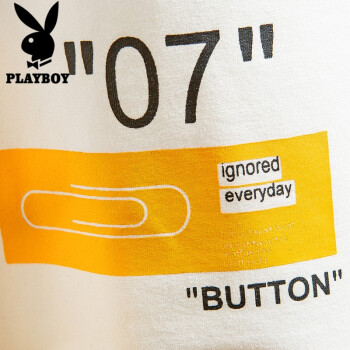 PLAYBOY
"07"
ignored
everyday
"BUTTON"